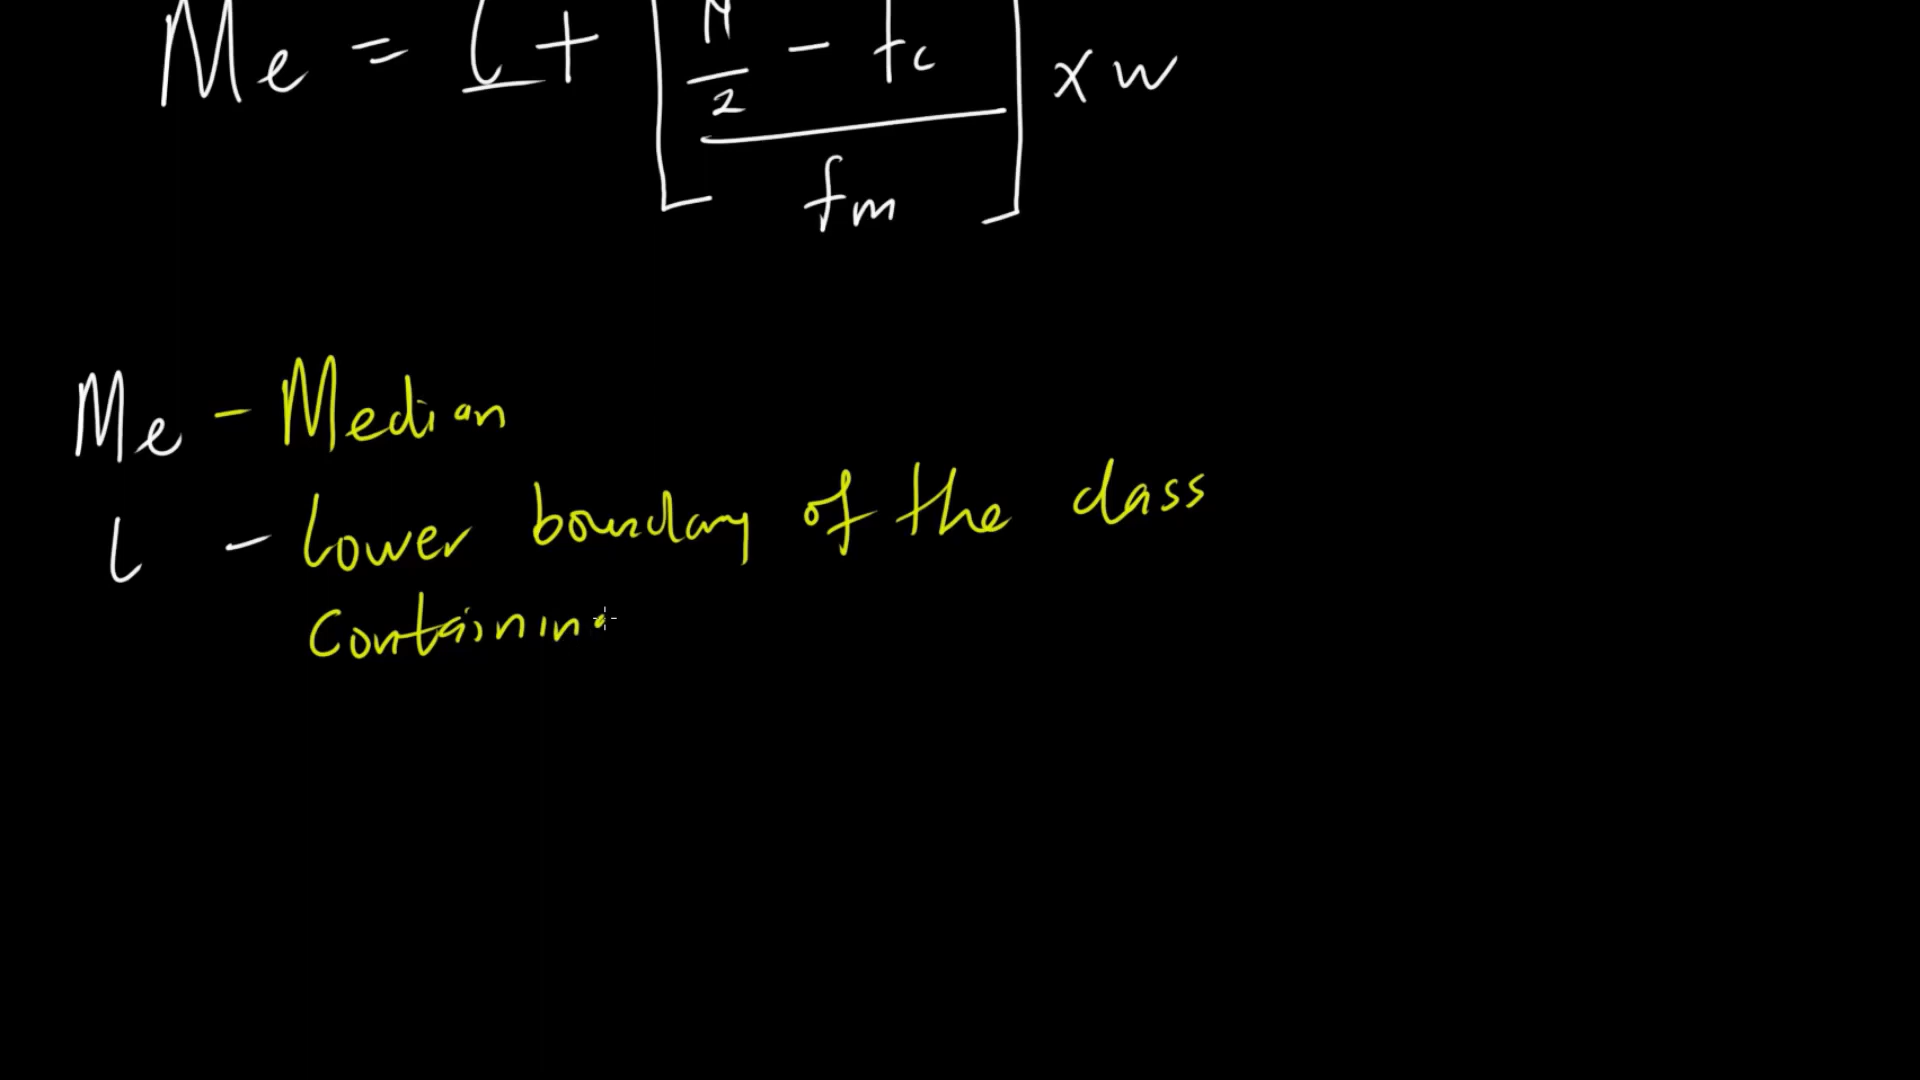 Me = L + [ N/2 - fc / fm ] x w
Me - Median
L - Lower boundary of the class
Containin